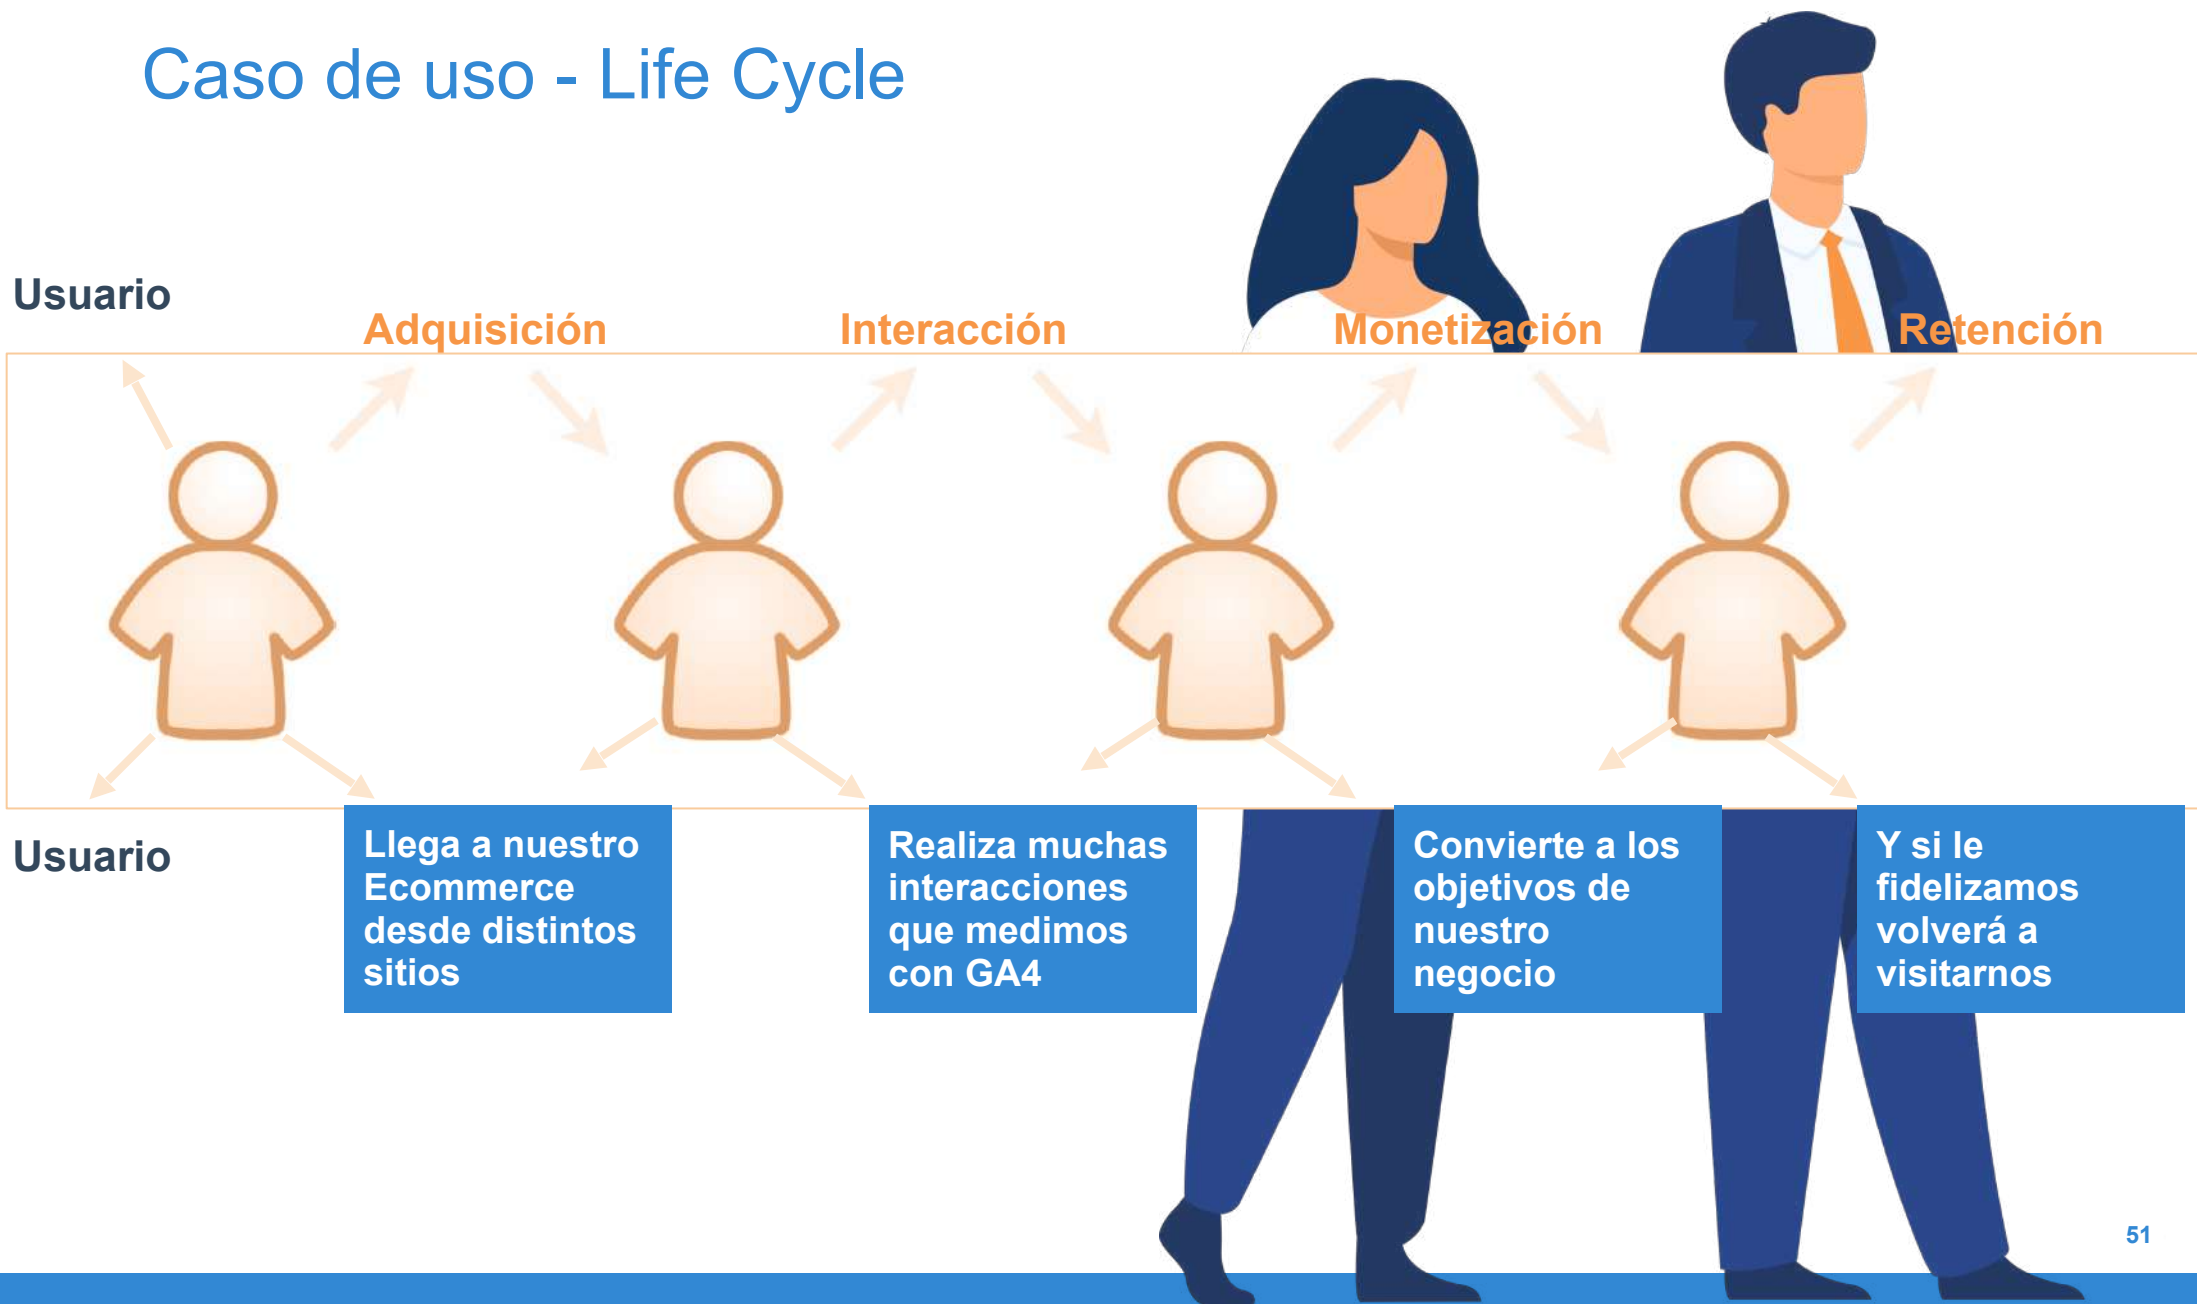 Caso de uso - Life Cycle
Usuario
Adquisición
Interacción
Monetización
Retención
Usuario
Llega a nuestro
Ecommerce
desde distintos
sitios
Realiza muchas
interacciones
que medimos
con GA4
Convierte a los
objetivos de
nuestro
negocio
Y si le
fidelizamos
volverá a
visitarnos
51